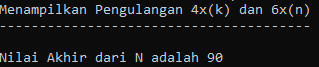 Menampilkan Pengulangan 4x(k) dan 6x(n)
---------------------------------------
Nilai Akhir dari N adalah 90